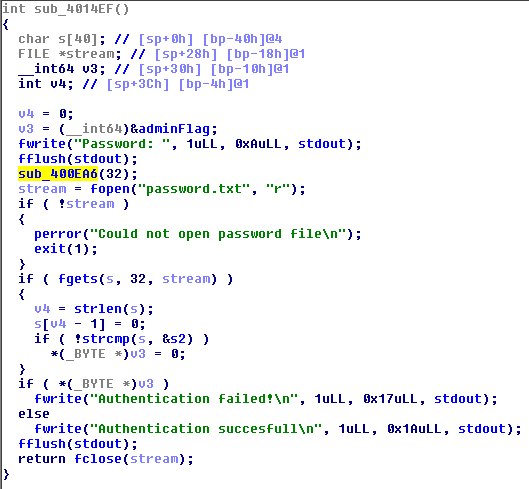 int sub_4014EF()
{
  char s[40]; // [sp+0h] [bp-40h]@4
  FILE *stream; // [sp+28h] [bp-18h]@1
  __int64 v3; // [sp+30h] [bp-10h]@1
  int v4; // [sp+3Ch] [bp-4h]@1

  v4 = 0;
  v3 = (__int64)&adminFlag;
  fwrite("Password: ", 1uLL, 0xAuLL, stdout);
  fflush(stdout);
  sub_400EA6(32);
  stream = fopen("password.txt", "r");
  if ( !stream )
  {
    perror("Could not open password file\n");
    exit(1);
  }
  if ( fgets(s, 32, stream) )
  {
    v4 = strlen(s);
    s[v4 - 1] = 0;
    if ( !strcmp(s, &s2) )
      *(_BYTE *)v3 = 0;
  }
  if ( *(_BYTE *)v3 )
    fwrite("Authentication failed!\n", 1uLL, 0x17uLL, stdout);
  else
    fwrite("Authentication succesfull\n", 1uLL, 0x1AuLL, stdout);
  fflush(stdout);
  return fclose(stream);
}